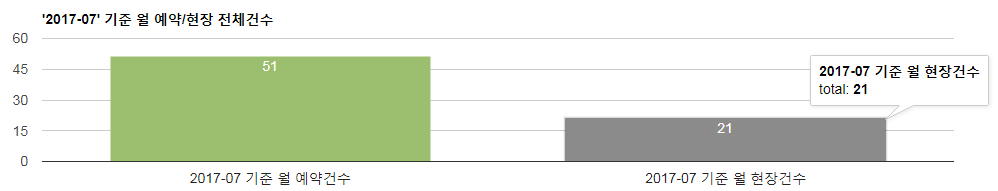 '2017-07' 기준 월 예약/현장 전체건수
60
45
30
15
0
51
21
2017-07 기준 월 현장건수
total: 21
2017-07 기준 월 예약건수
2017-07 기준 월 현장건수